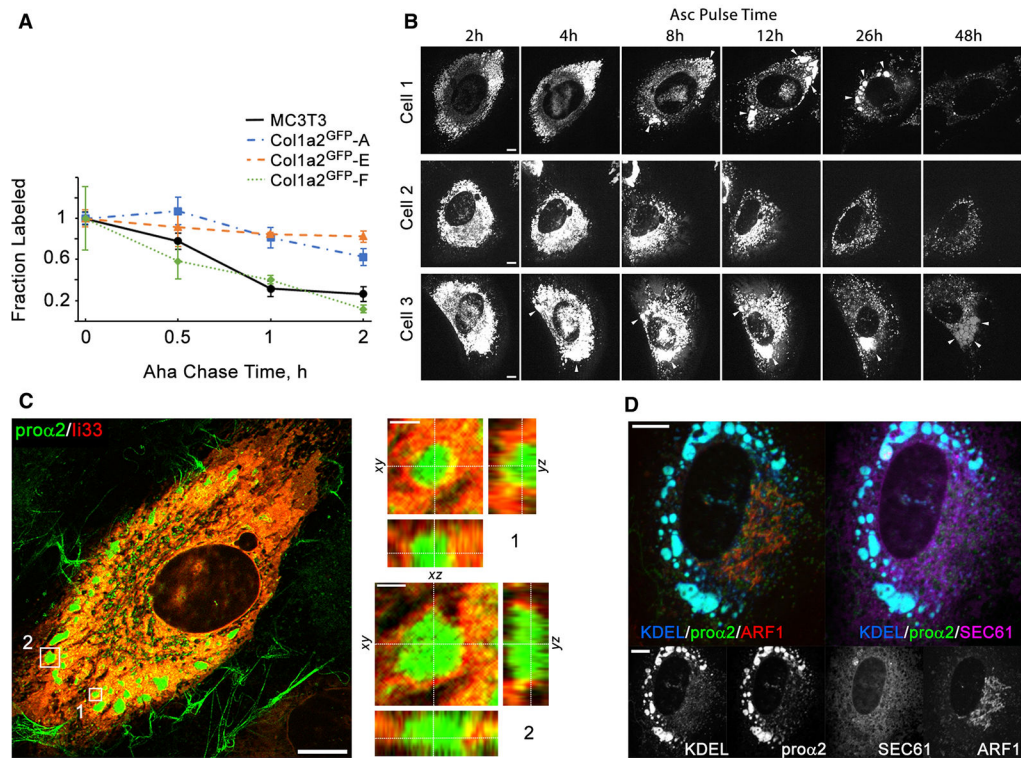 A
MC3T3
Col1a2GFP-A
Col1a2GFP-E
Col1a2GFP-F
Fraction Labeled
1
0.6
0.2
0
0.5
1
2
Aha Chase Time, h
B
Asc Pulse Time
2h 4h 8h 12h 26h 48h
Cell 1
Cell 2
Cell 3
C
proα2/Ii33
2
1
xy
yz
1
xz
xy
yz
2
D
KDEL/proα2/ARF1
KDEL/proα2/SEC61
KDEL
proα2
SEC61
ARF1